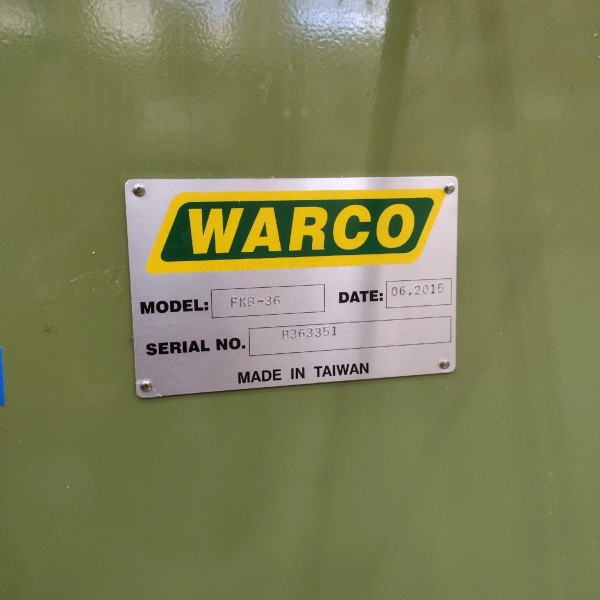 WARCO
MODEL: FKB-36 DATE: 06.2015
SERIAL NO. B363351
MADE IN TAIWAN